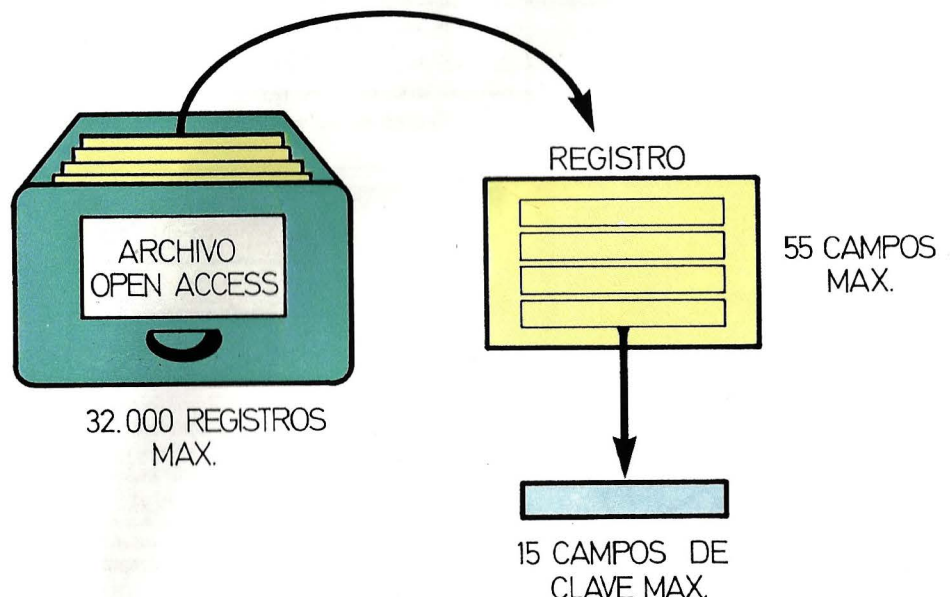 REGISTRO
ARCHIVO
OPEN ACCESS
55 CAMPOS
MAX.
32.000 REGISTROS
MAX.
15 CAMPOS DE
CLAVE MAX.